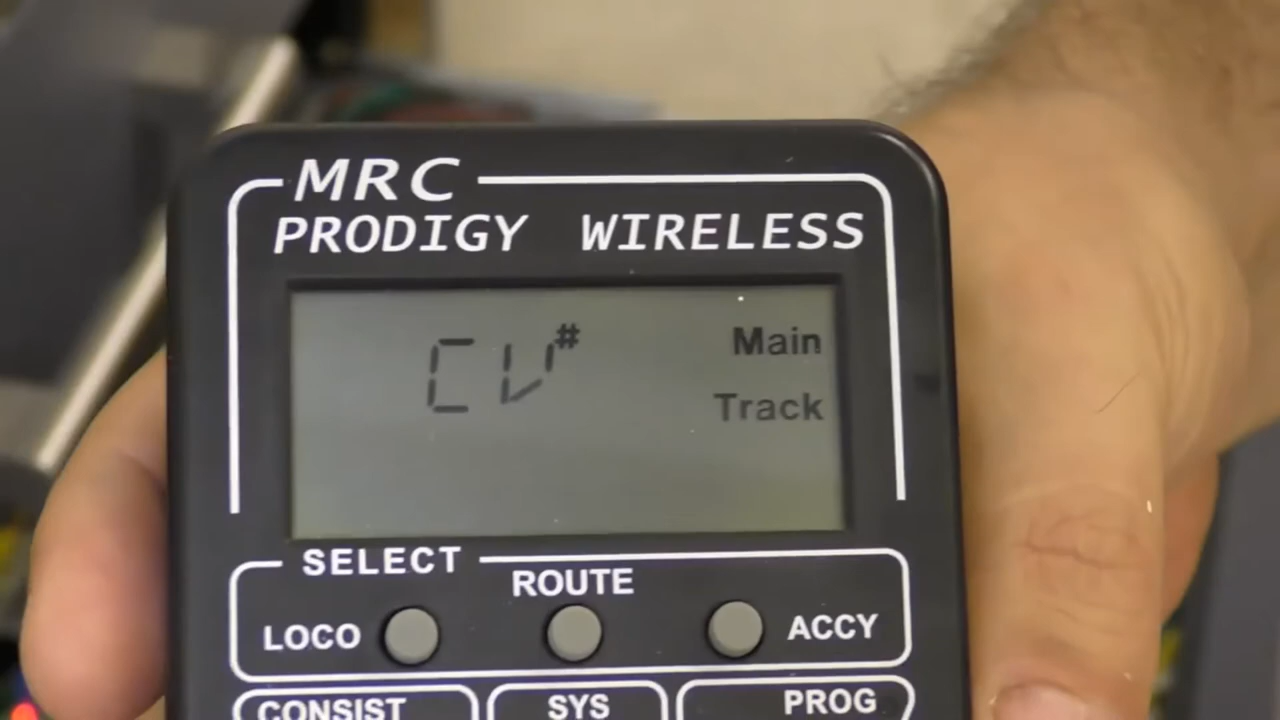 MRC
PRODIGY WIRELESS
CV#
Main
Track
SELECT
ROUTE
LOCO
ACCY
CONSIST
SYS
PROG